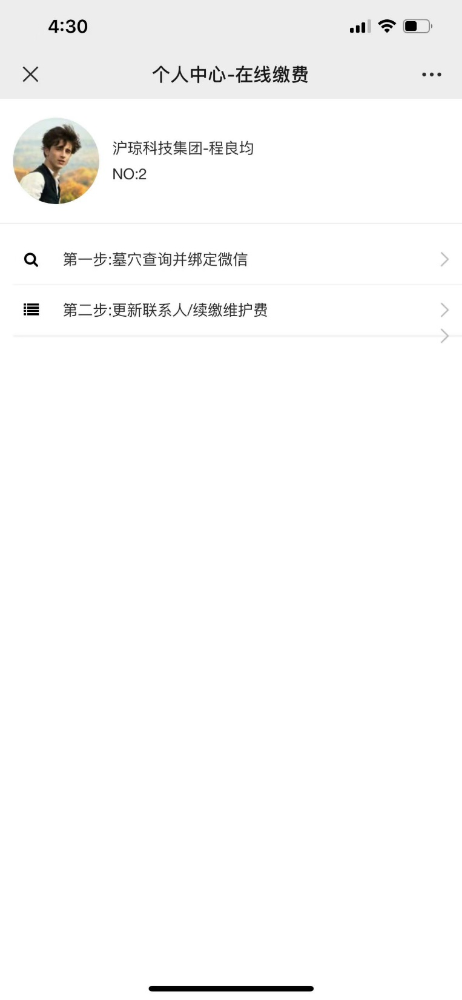 4:30
个人中心-在线缴费
沪琼科技集团-程良均
NO:2
第一步:墓穴查询并绑定微信
第二步:更新联系人/续缴维护费